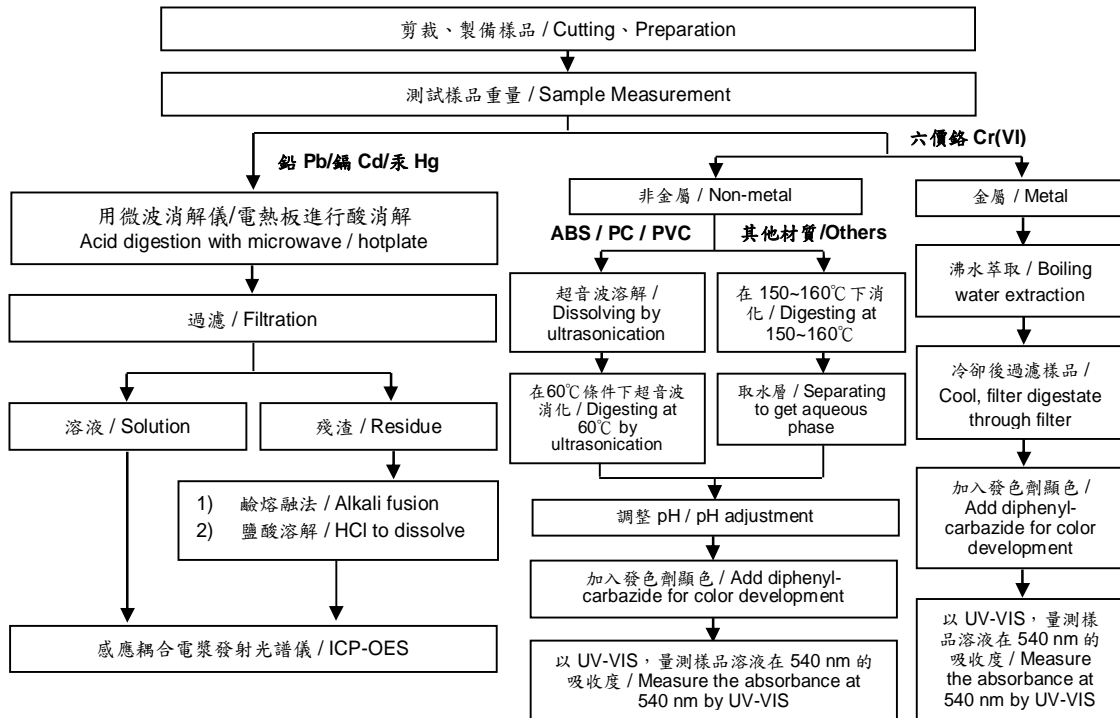 剪裁、製備樣品 / Cutting、Preparation
測試樣品重量 / Sample Measurement
鉛 Pb/鎘 Cd/汞 Hg
用微波消解儀/電熱板進行酸消解
Acid digestion with microwave / hotplate
過濾 / Filtration
溶液 / Solution
殘渣 / Residue
1) 鹼熔融法 / Alkali fusion
2) 鹽酸溶解 / HCl to dissolve
感應耦合電漿發射光譜儀 / ICP-OES
六價鉻 Cr(VI)
非金屬 / Non-metal
ABS / PC / PVC
超音波溶解 /
Dissolving by
ultrasonication
在60℃條件下超音波
消化 / Digesting at
60℃ by
ultrasonication
其他材質/Others
在 150~160℃下消
化 / Digesting at
150~160℃
取水層 / Separating
to get aqueous
phase
調整 pH / pH adjustment
加入發色劑顯色 / Add diphenyl-
carbazide for color development
以 UV-VIS，量測樣品溶液在 540 nm 的
吸收度 / Measure the absorbance at
540 nm by UV-VIS
金屬 / Metal
沸水萃取 / Boiling
water extraction
冷卻後過濾樣品 /
Cool, filter digestate
through filter
加入發色劑顯色 /
Add diphenyl-
carbazide for color
development
以 UV-VIS，量測樣
品溶液在 540 nm 的
吸收度 / Measure
the absorbance at
540 nm by UV-VIS